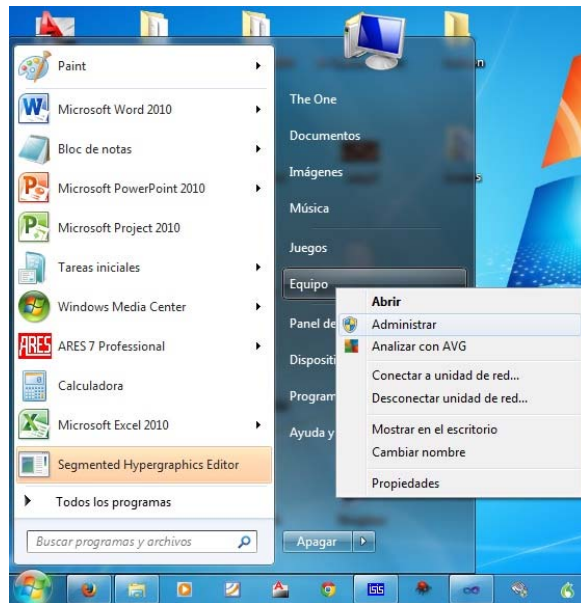 Paint
Microsoft Word 2010
Bloc de notas
Microsoft PowerPoint 2010
Microsoft Project 2010
Tareas iniciales
Windows Media Center
ARES 7 Professional
Calculadora
Microsoft Excel 2010
Segmented Hypergraphics Editor
Todos los programas
Buscar programas y archivos
The One
Documentos
Imágenes
Música
Juegos
Equipo
Panel de
Dispositi
Program
Ayuda y
Apagar
Abrir
Administrar
Analizar con AVG
Conectar a unidad de red...
Desconectar unidad de red...
Mostrar en el escritorio
Cambiar nombre
Propiedades
ARES
ISIS